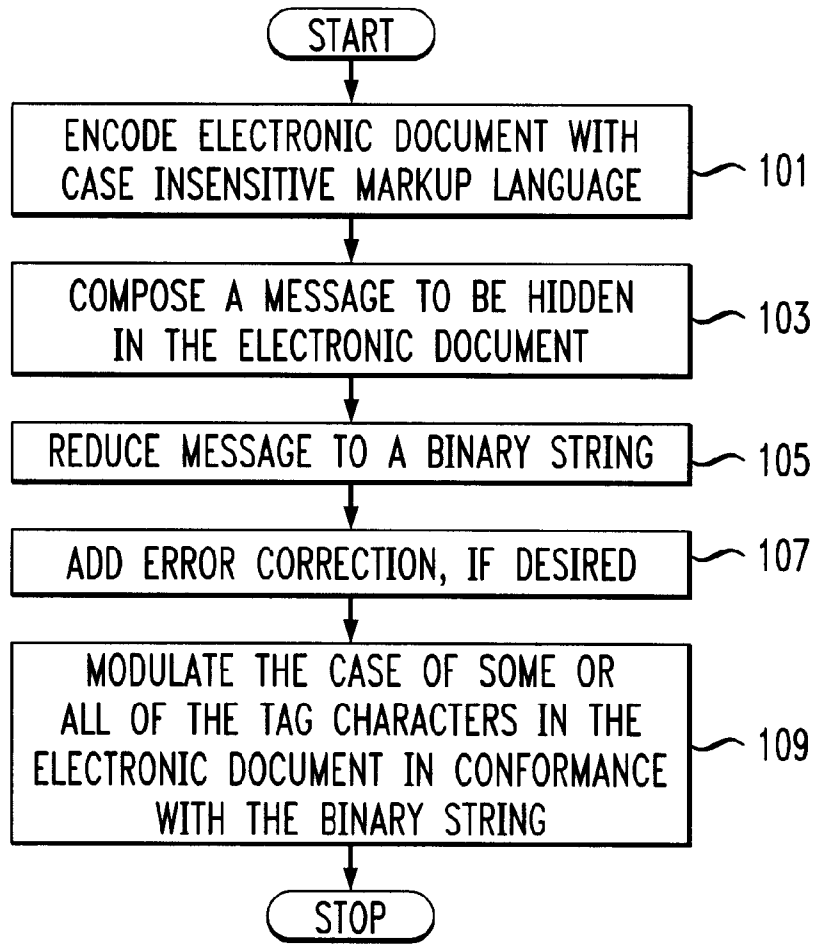 START
ENCODE ELECTRONIC DOCUMENT WITH
CASE INSENSITIVE MARKUP LANGUAGE
101
COMPOSE A MESSAGE TO BE HIDDEN
IN THE ELECTRONIC DOCUMENT
103
REDUCE MESSAGE TO A BINARY STRING
105
ADD ERROR CORRECTION, IF DESIRED
107
MODULATE THE CASE OF SOME OR
ALL OF THE TAG CHARACTERS IN THE
ELECTRONIC DOCUMENT IN CONFORMANCE
WITH THE BINARY STRING
109
STOP